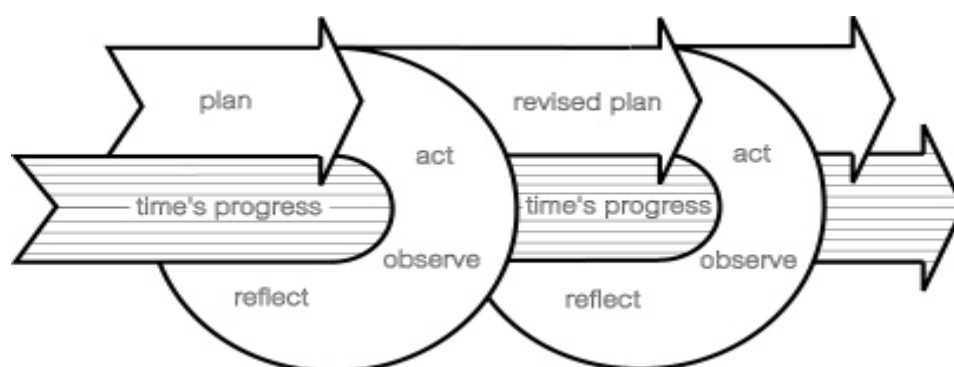 plan
act
time's progress
observe
reflect
revised plan
act
time's progress
observe
reflect